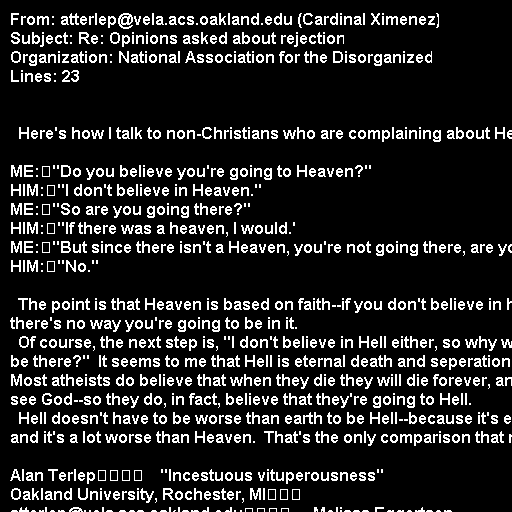 From: atterlep@vela.acs.oakland.edu (Cardinal Ximenez)
Subject: Re: Opinions asked about rejection
Organization: National Association for the Disorganized
Lines: 23
Here's how I talk to non-Christians who are complaining about He
ME:□"Do you believe you're going to Heaven?"
HIM:□"I don't believe in Heaven."
ME:□"So are you going there?"
HIM:□"If there was a heaven, I would.'
ME:□"But since there isn't a Heaven, you're not going there, are yo
HIM:□"No."
The point is that Heaven is based on faith--if you don't believe in h
there's no way you're going to be in it.
Of course, the next step is, "I don't believe in Hell either, so why w
be there?"  It seems to me that Hell is eternal death and seperation
Most atheists do believe that when they die they will die forever, an
see God--so they do, in fact, believe that they're going to Hell.
Hell doesn't have to be worse than earth to be Hell--because it's e
and it's a lot worse than Heaven.  That's the only comparison that
Alan Terlep□□□□    "Incestuous vituperousness"
Oakland University, Rochester, MI□□□
atterlep@vela.acs.oakland.edu□□□□    --Melissa Eggertsen